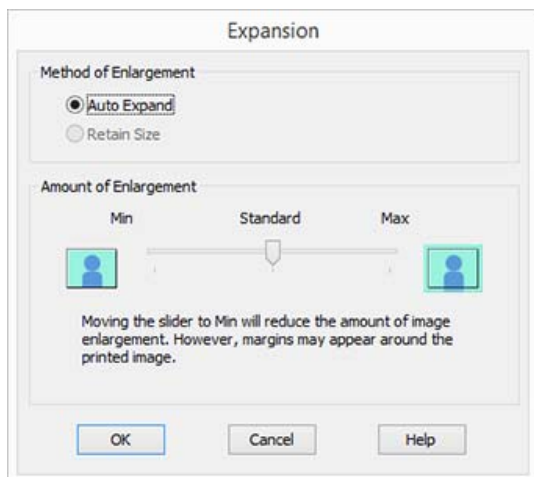 Expansion
Method of Enlargement
Auto Expand
Retain Size
Amount of Enlargement
Min Standard Max
Moving the slider to Min will reduce the amount of image
enlargement. However, margins may appear around the
printed image.
OK Cancel Help